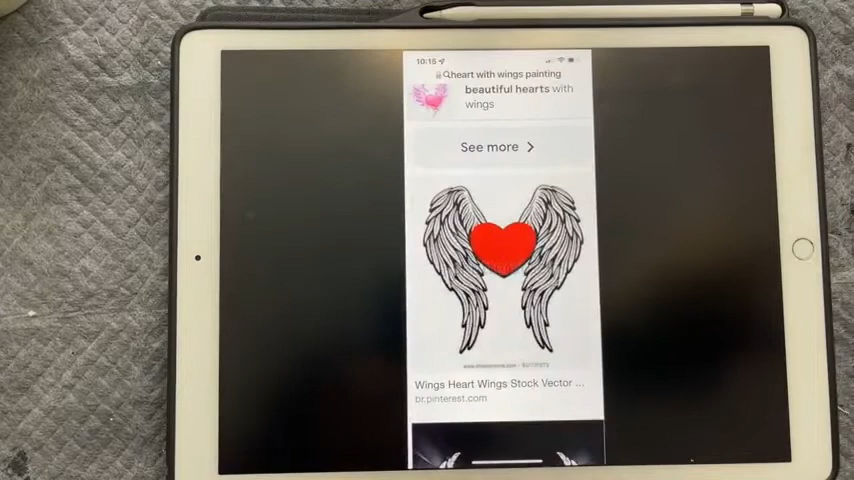 10:15
heart with wings painting
beautiful hearts with
wings
See more
Wings Heart Wings Stock Vector ...
br.pinterest.com